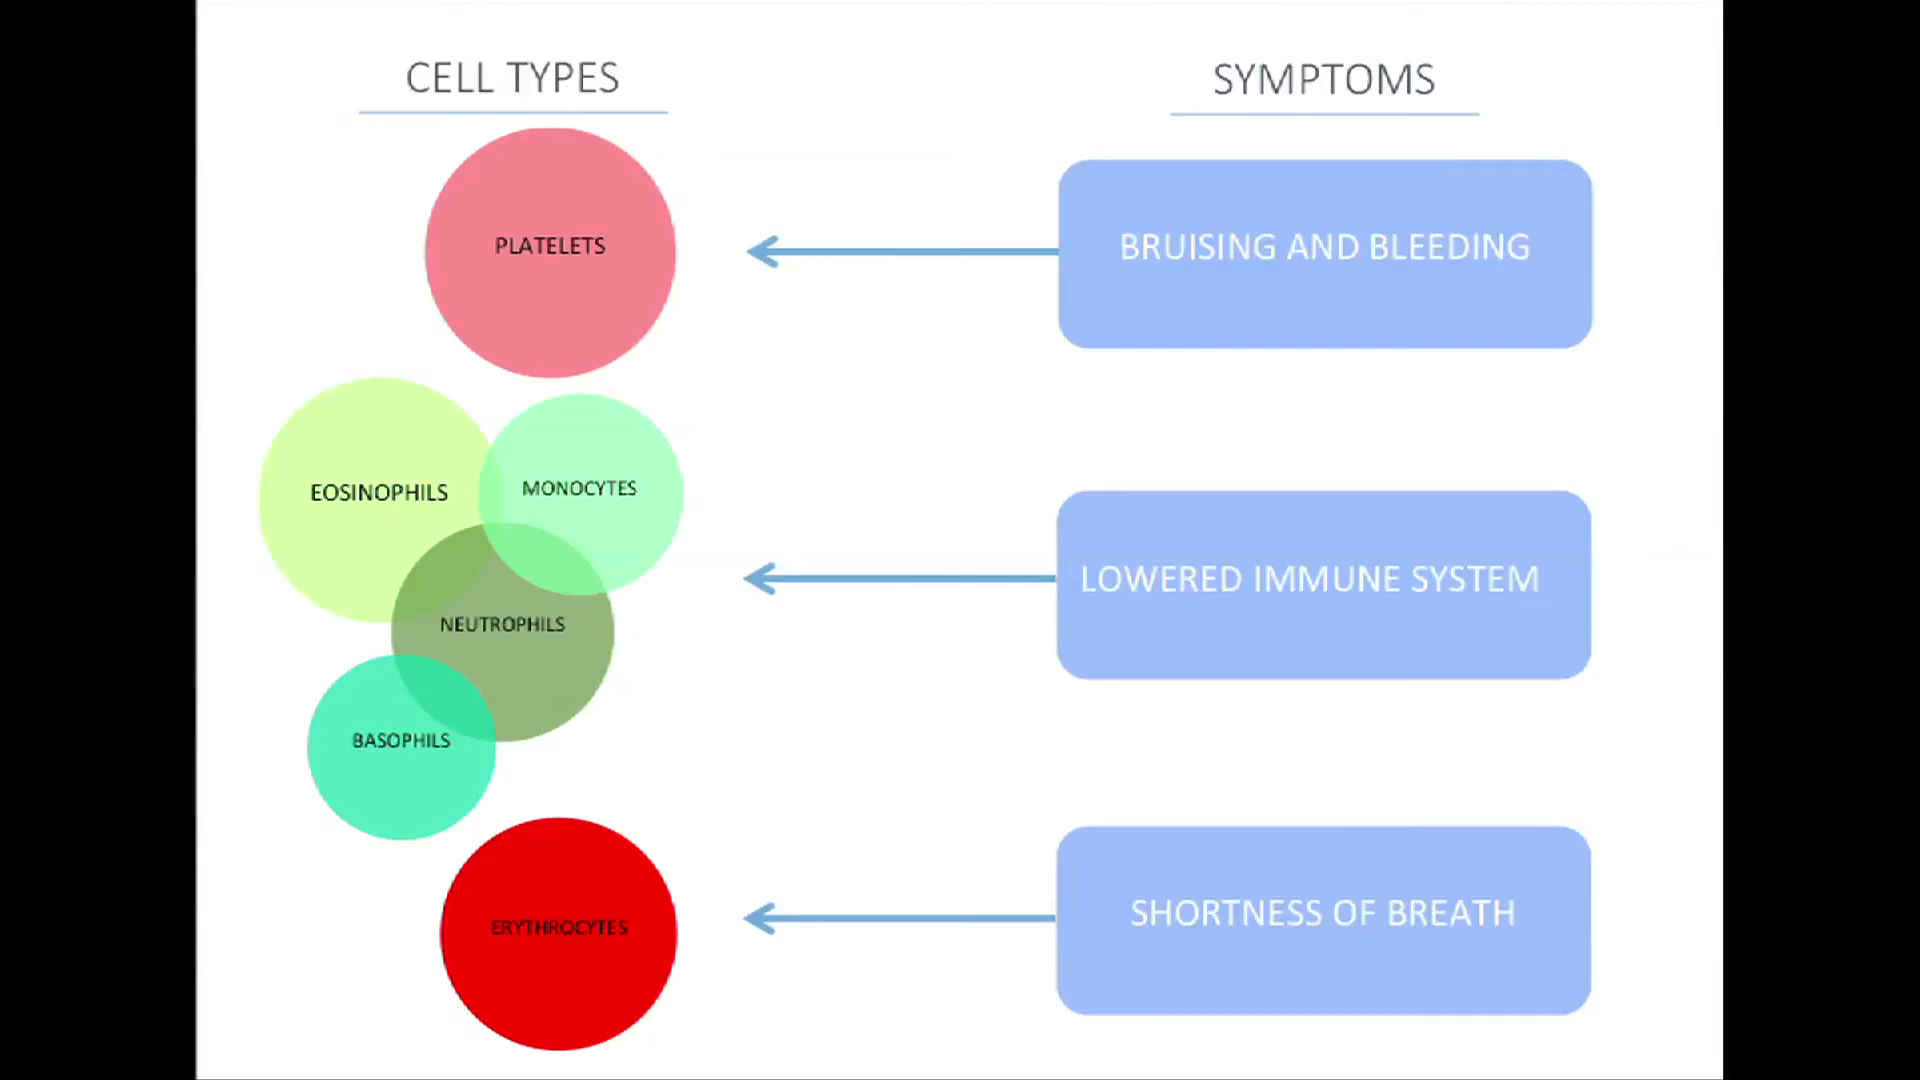 CELL TYPES
SYMPTOMS
PLATELETS
BRUISING AND BLEEDING
EOSINOPHILS
MONOCYTES
NEUTROPHILS
BASOPHILS
LOWERED IMMUNE SYSTEM
ERYTHROCYTES
SHORTNESS OF BREATH